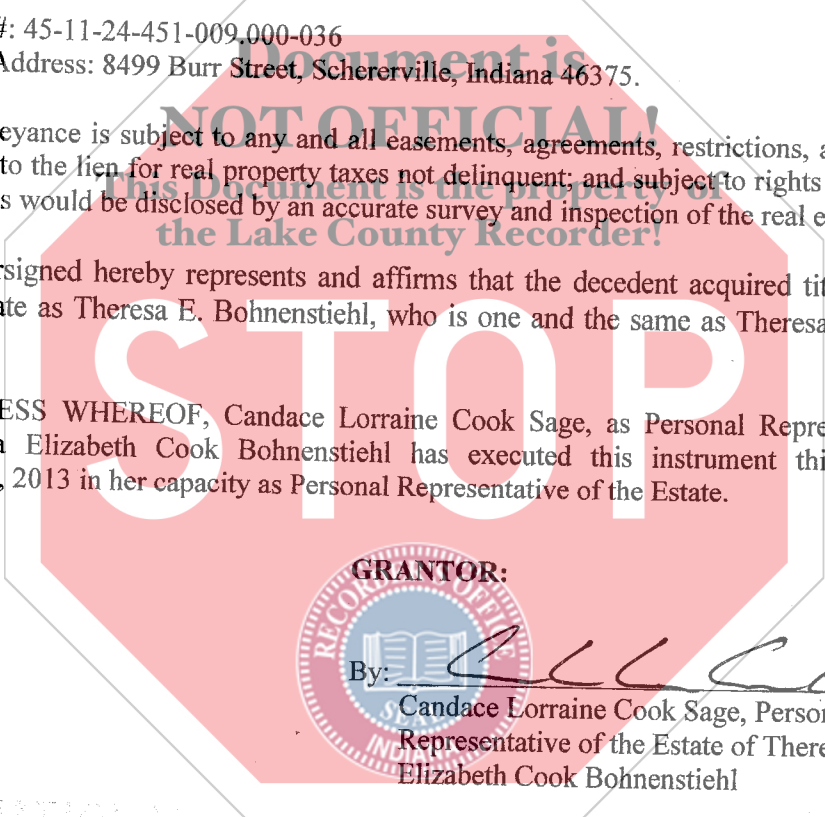 #: 45-11-24-451-009.000-036
Address: 8499 Burr Street, Schererville, Indiana 46375.
Document is
NOT OFFICIAL!
This Document is the property of
the Lake County Recorder!
eyance is subject to any and all easements, agreements, restrictions, a
to the lien for real property taxes not delinquent; and subject to rights
s would be disclosed by an accurate survey and inspection of the real e
rsigned hereby represents and affirms that the decedent acquired tit
ate as Theresa E. Bohnenstiehl, who is one and the same as Theresa
STOP
ESS WHEREOF, Candace Lorraine Cook Sage, as Personal Repre
a Elizabeth Cook Bohnenstiehl has executed this instrument thi
, 2013 in her capacity as Personal Representative of the Estate.
GRANTOR:
RECORDER'S OFFICE
SEAL
INDIANA
By:
Candace Lorraine Cook Sage, Person
Representative of the Estate of There
Elizabeth Cook Bohnenstiehl